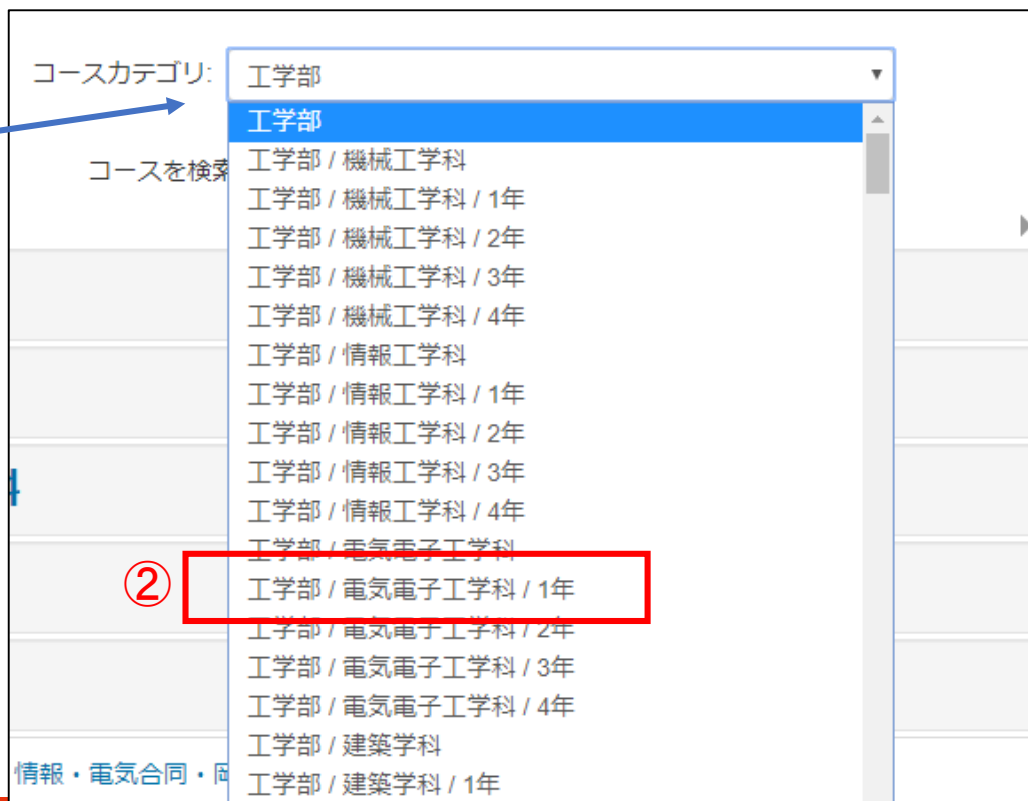 コースカテゴリ: 工学部
工学部
コースを検索
工学部 / 機械工学科
工学部 / 機械工学科 / 1年
工学部 / 機械工学科 / 2年
工学部 / 機械工学科 / 3年
工学部 / 機械工学科 / 4年
工学部 / 情報工学科
工学部 / 情報工学科 / 1年
工学部 / 情報工学科 / 2年
工学部 / 情報工学科 / 3年
工学部 / 情報工学科 / 4年
工学部 / 電気電子工学科
② 工学部 / 電気電子工学科 / 1年
工学部 / 電気電子工学科 / 2年
工学部 / 電気電子工学科 / 3年
工学部 / 電気電子工学科 / 4年
工学部 / 建築学科
情報・電気合同・
工学部 / 建築学科 / 1年